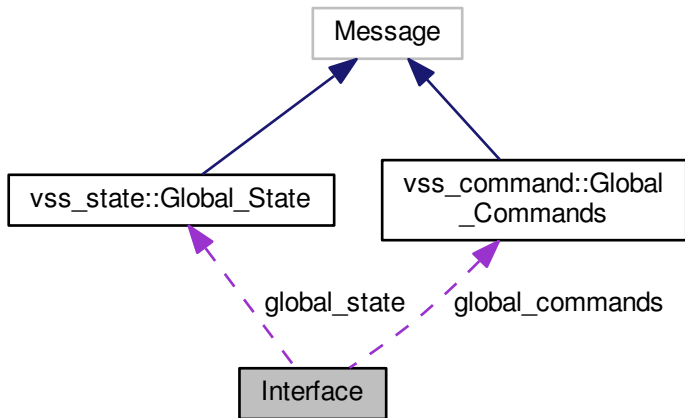 Message
vss_state::Global_State
vss_command::Global
_Commands
global_state
global_commands
Interface